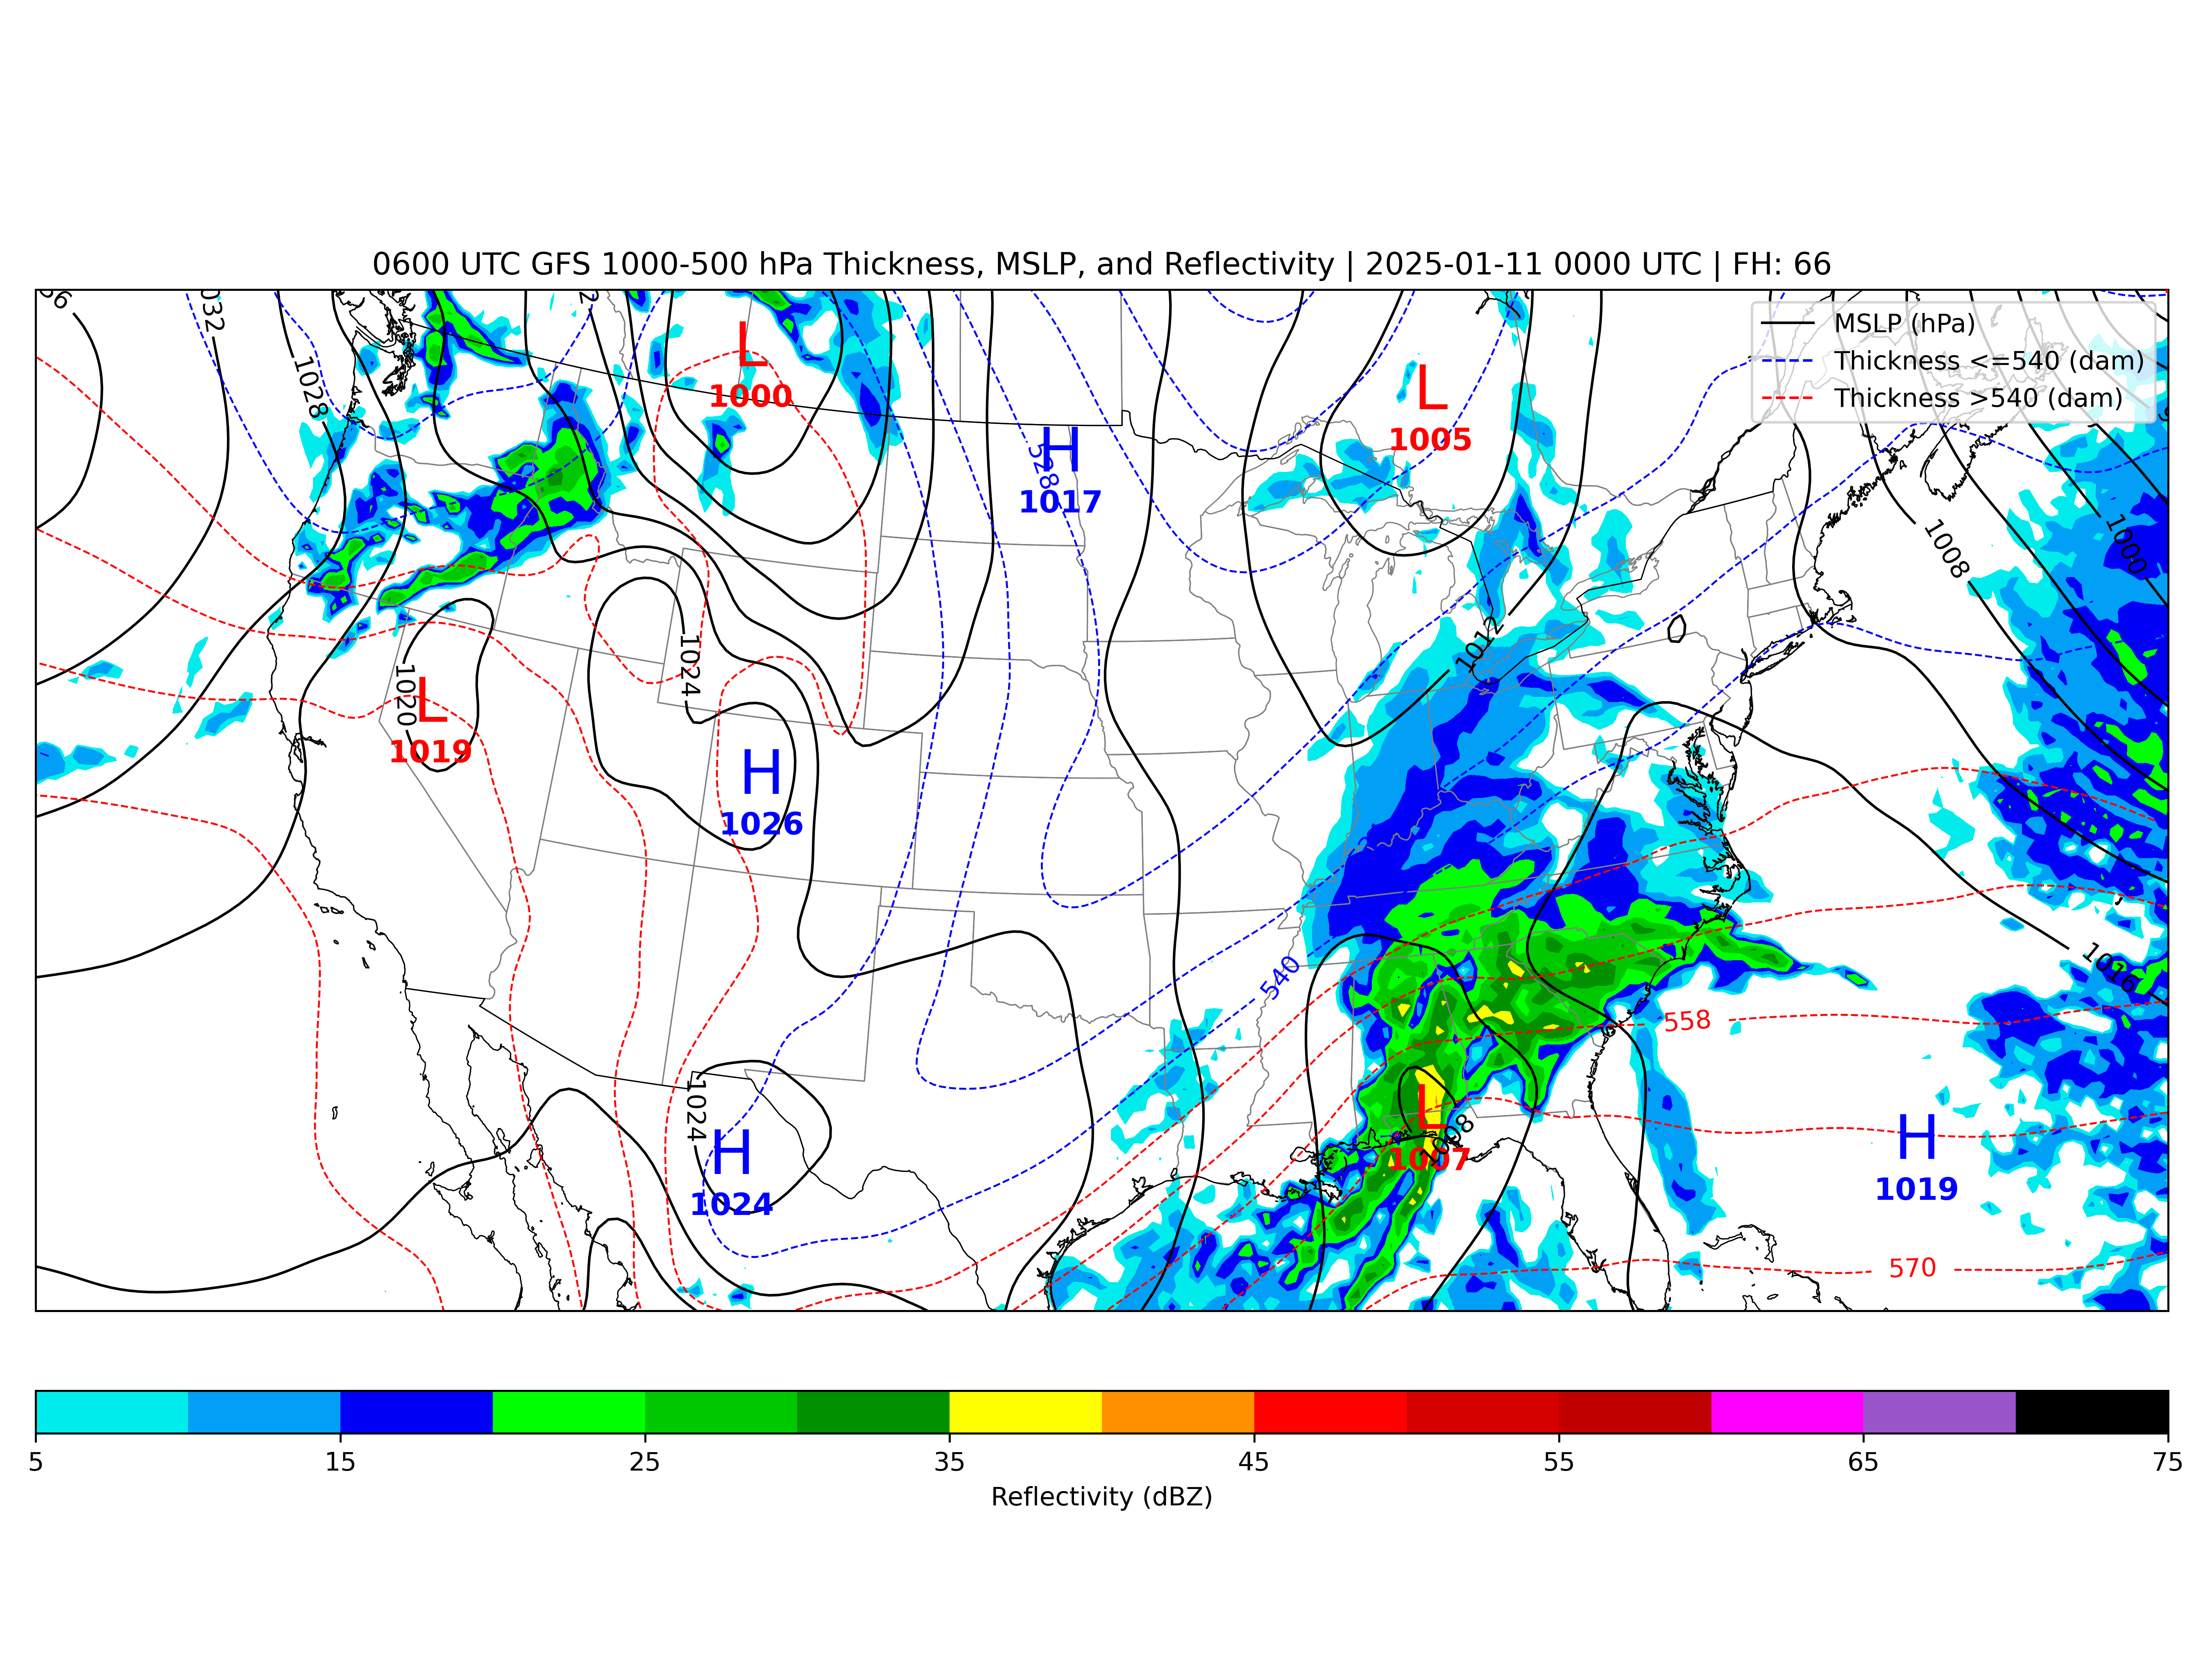 0600 UTC GFS 1000-500 hPa Thickness, MSLP, and Reflectivity | 2025-01-11 0000 UTC | FH: 66
MSLP (hPa)
Thickness <=540 (dam)
Thickness >540 (dam)
1028
L
1000
L
1005
H
1017
528
1008
1000
1012
1024
1020
L
1019
H
1026
540
1016
558
1024
H
1024
L
1007
1008
H
1019
570
5 15 25 35 45 55 65 75
Reflectivity (dBZ)